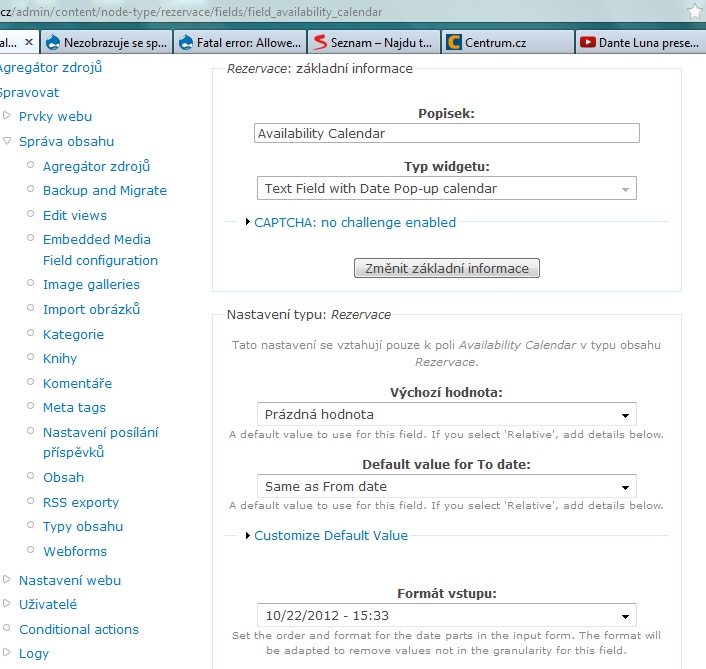 cz/admin/content/node-type/rezervace/fields/field_availability_calendar
al... × Nezobrazuje se sp... Fatal error: Allowe... Seznam – Najdu t... Centrum.cz Dante Luna prese...
Agregátor zdrojů
Spravovat
Prvky webu
Správa obsahu
Agregátor zdrojů
Backup and Migrate
Edit views
Embedded Media
Field configuration
Image galleries
Import obrázků
Kategorie
Knihy
Komentáře
Meta tags
Nastavení posílání
příspěvků
Obsah
RSS exporty
Typy obsahu
Webforms
Nastavení webu
Uživatelé
Conditional actions
Logy
Rezervace: základní informace
Popisek:
Availability Calendar
Typ widgetu:
Text Field with Date Pop-up calendar
CAPTCHA: no challenge enabled
Změnit základní informace
Nastavení typu: Rezervace
Tato nastavení se vztahují pouze k poli Availability Calendar v typu obsahu
Rezervace.
Výchozí hodnota:
Prázdná hodnota
A default value to use for this field. If you select 'Relative', add details below.
Default value for To date:
Same as From date
A default value to use for this field. If you select 'Relative', add details below.
Customize Default Value
Formát vstupu:
10/22/2012 - 15:33
Set the order and format for the date parts in the input form. The format will
be adapted to remove values not in the granularity for this field.